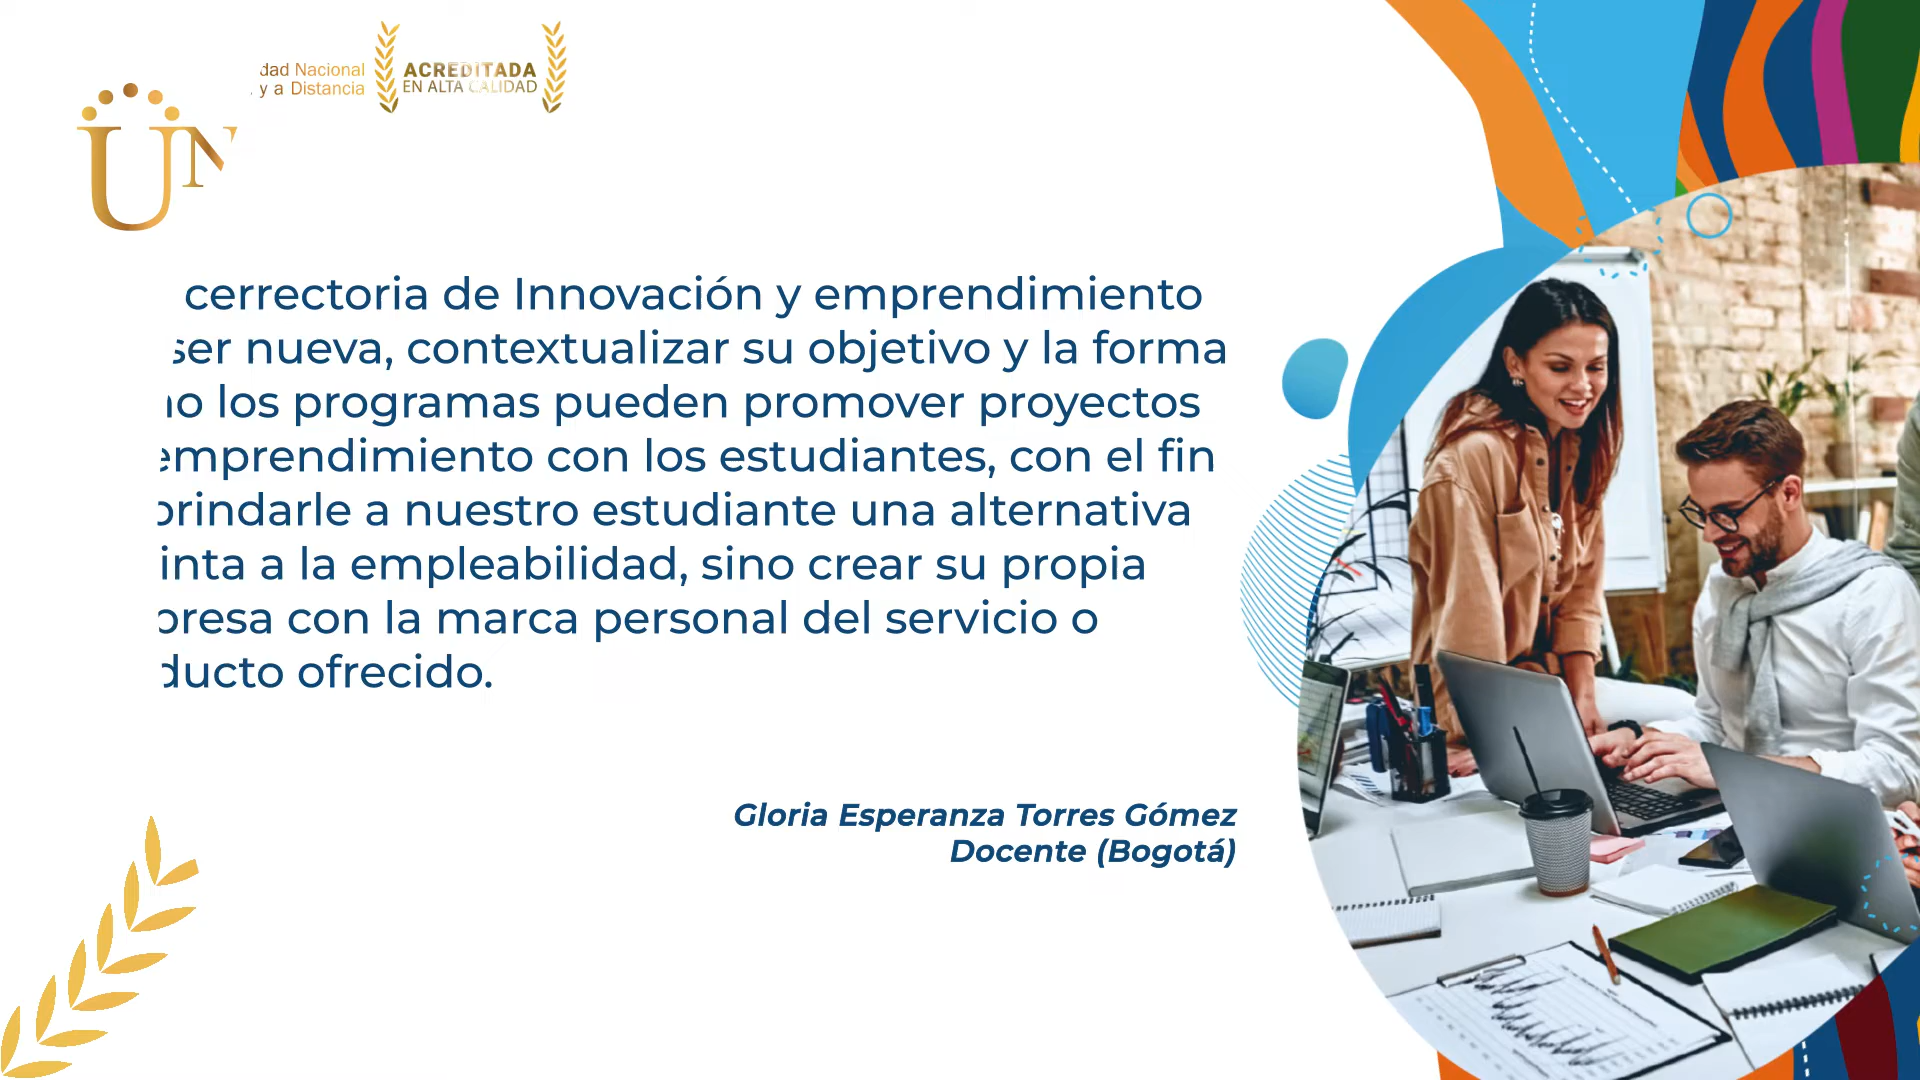 dad Nacional
y a Distancia
ACREDITADA
EN ALTA CALIDAD
UN
cerrectoria de Innovación y emprendimiento
ser nueva, contextualizar su objetivo y la forma
no los programas pueden promover proyectos
emprendimiento con los estudiantes, con el fin
brindarle a nuestro estudiante una alternativa
inta a la empleabilidad, sino crear su propia
presa con la marca personal del servicio o
ducto ofrecido.
Gloria Esperanza Torres Gómez
Docente (Bogotá)